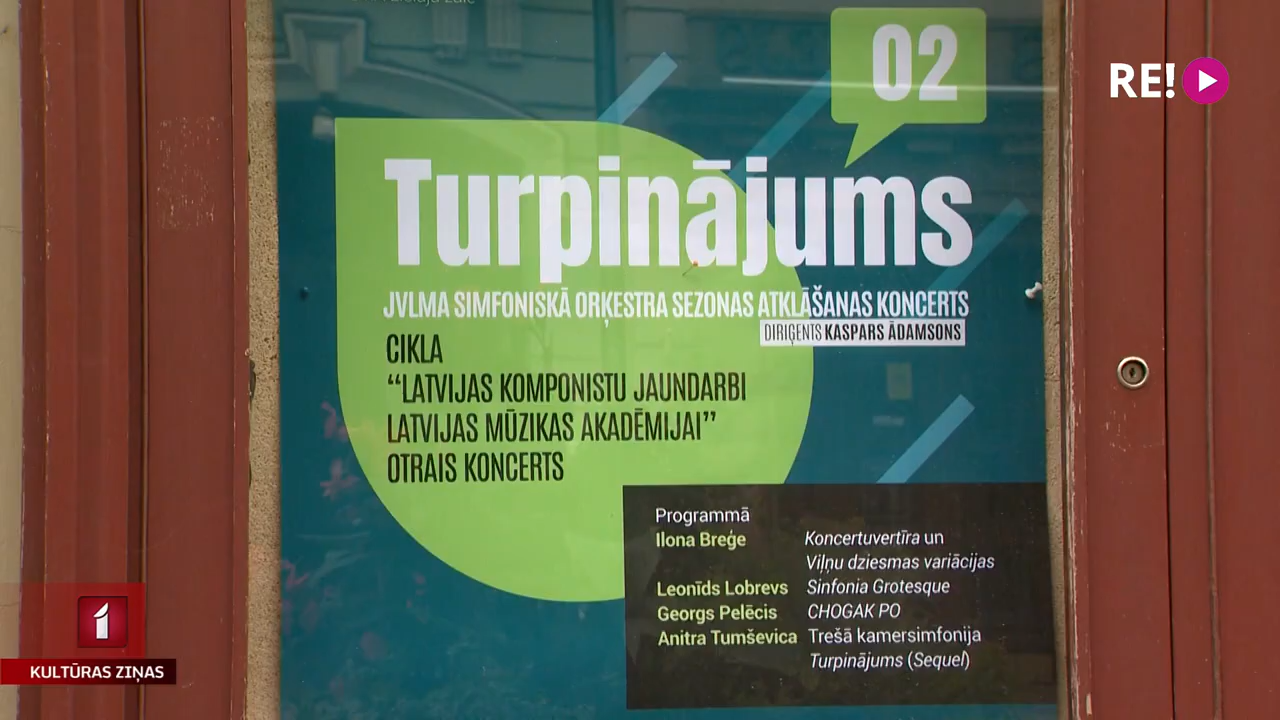 02
RE!
Turpinājums
JVLMA SIMFONISKĀ ORĶESTRA SEZONAS ATKLĀŠANAS KONCERTS
DIRIĢENTS KASPARS ĀDAMSONS
CIKLA
“LATVIJAS KOMPONISTU JAUNDARBI
LATVIJAS MŪZIKAS AKADĒMIJAI”
OTRAIS KONCERTS
Programmā
Ilona Breģe Koncertuvertīra un
Viļņu dziesmas variācijas
Leonīds Lobrevs Sinfonia Grotesque
Georgs Pelēcis CHOGAK PO
Anitra Tumševica Trešā kamersimfonija
Turpinājums (Sequel)
1
KULTŪRAS ZIŅAS